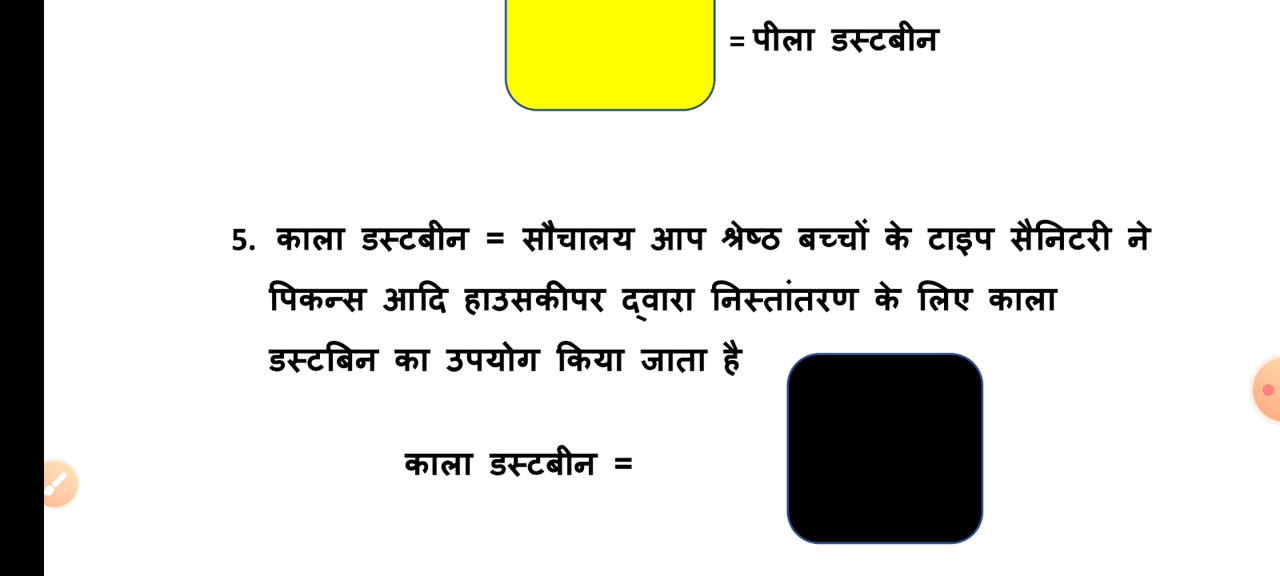 = पीला डस्टबीन
5. काला डस्टबीन = सौचालय आप श्रेष्ठ बच्चों के टाइप सैनिटरी ने
पिकन्स आदि हाउसकीपर द्वारा निस्तांतरण के लिए काला
डस्टबिन का उपयोग किया जाता है
काला डस्टबीन =